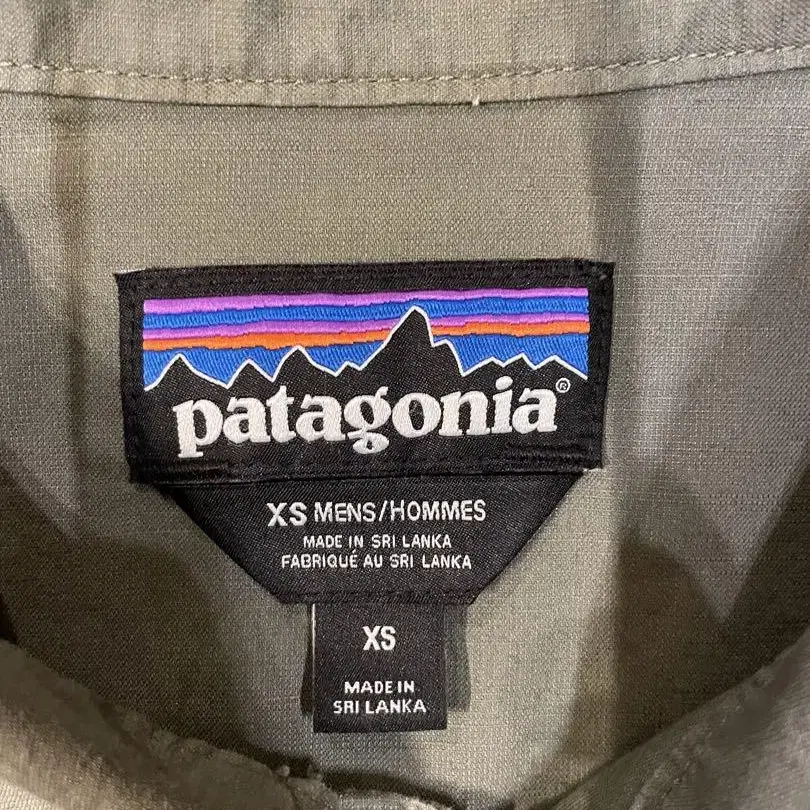 patagonia®
XS MENS/HOMMES
MADE IN SRI LANKA
FABRIQUÉ AU SRI LANKA
XS
MADE IN
SRI LANKA